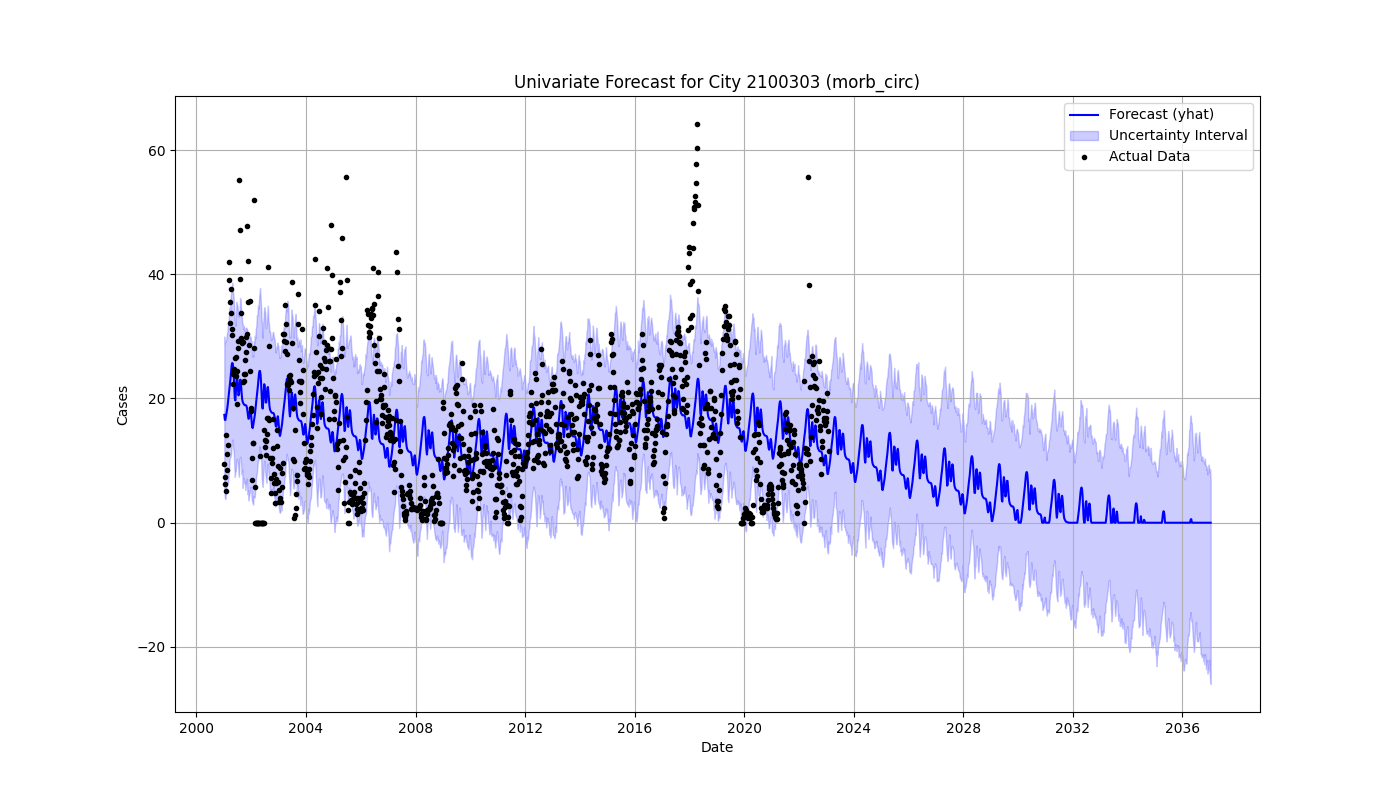 Univariate Forecast for City 2100303 (morb_circ)
Forecast (yhat)
Uncertainty Interval
Actual Data
Cases
60
40
20
0
−20
2000 2004 2008 2012 2016 2020 2024 2028 2032 2036
Date